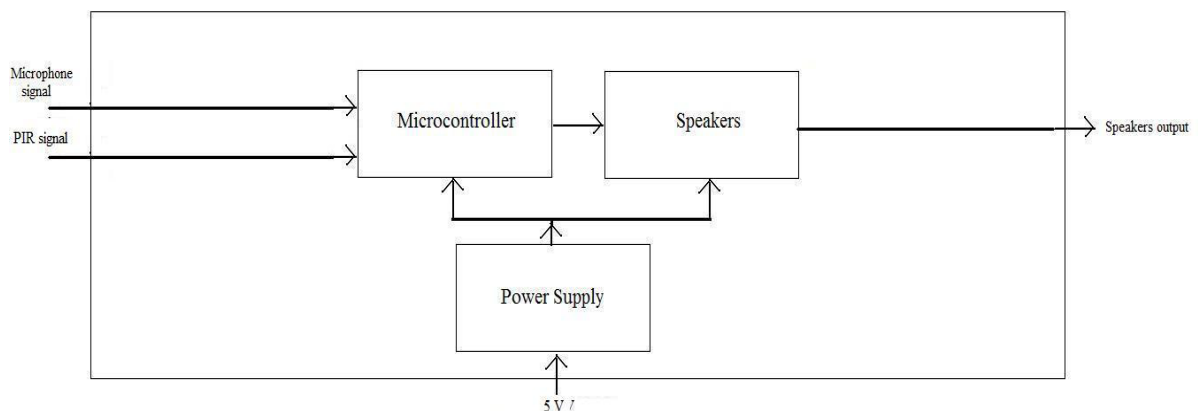 Microphone
signal
PIR signal
Microcontroller
Speakers
Speakers output
Power Supply
5 V /